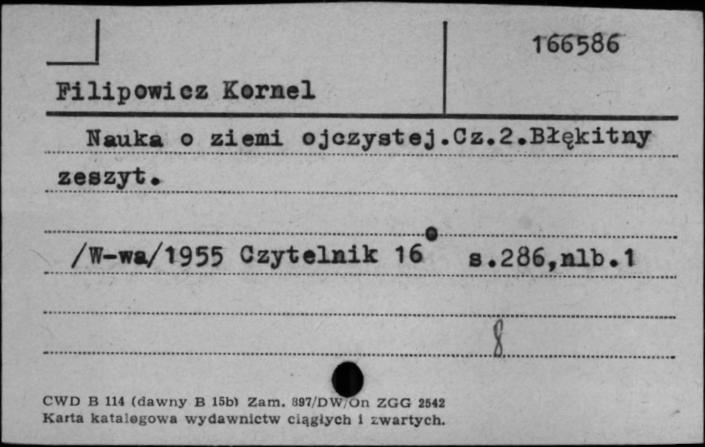 166586
Filipowicz Kornel
Nauka o ziemi ojczystej.Cz.2.Błękitny
zeszyt.
/W-wa/1955 Czytelnik 16° s.286,nlb.1
8
CWD B 114 (dawny B 15b) Zam. 897/DW/On ZGG 2542
Karta katalogowa wydawnictw ciągłych i zwartych.